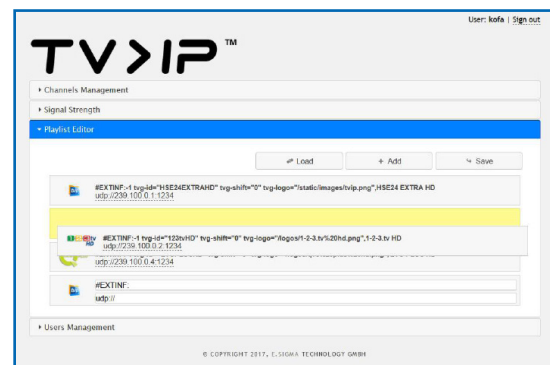 User: kofa | Sign out
TV>IP™
Channels Management
Signal Strength
Playlist Editor
Load
+ Add
Save
#EXTINF:-1 tvg-id="HSE24EXTRAHD" tvg-shift="0" tvg-logo="/static/images/tvip.png",HSE24 EXTRA HD
udp://239.100.0.1:1234
#EXTINF:-1 tvg-id="123tvHD" tvg-shift="0" tvg-logo="/logos/1-2-3.tv%20hd.png",1-2-3.tv HD
udp://239.100.0.2:1234
udp://239.100.0.4:1234
#EXTINF:
udp://
Users Management
© COPYRIGHT 2017, E.SIGMA TECHNOLOGY GMBH